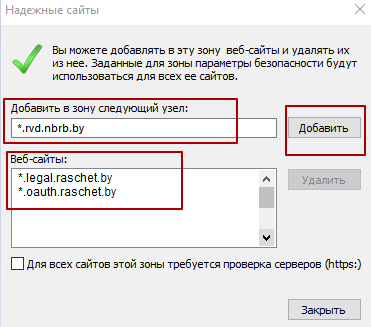 Надежные сайты
Вы можете добавлять в эту зону веб-сайты и удалять их
из нее. Заданные для зоны параметры безопасности будут
использоваться для всех ее сайтов.
Добавить в зону следующий узел:
*.rvd.nbrb.by
Добавить
Веб-сайты:
*.legal.raschet.by
*.oauth.raschet.by
Удалить
Для всех сайтов этой зоны требуется проверка серверов (https:)
Закрыть